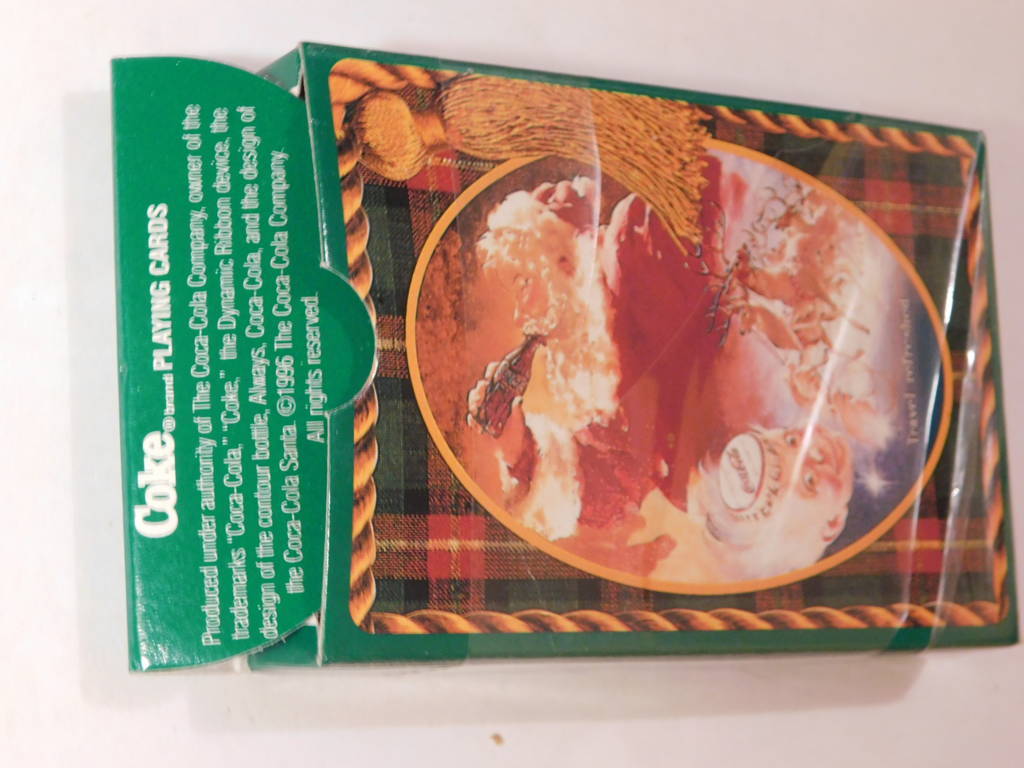 Coke® brand PLAYING CARDS
Produced under authority of The Coca-Cola Company, owner of the
trademarks "Coca-Cola," "Coke," the Dynamic Ribbon device, the
design of the contour bottle, Always, Coca-Cola, and the design of
the Coca-Cola Santa. ©1996 The Coca-Cola Company.
All rights reserved.
Coca-Cola
Travel refreshed